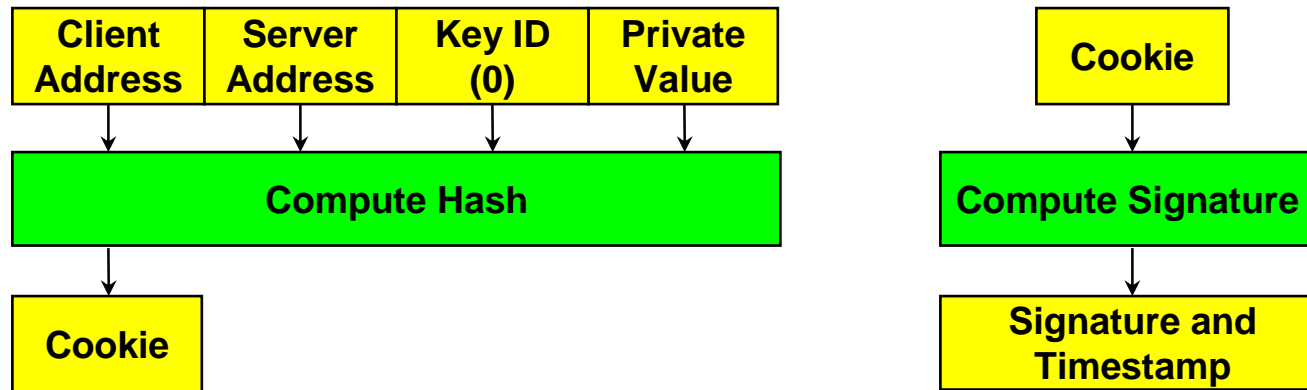 Client
Address
Server
Address
Key ID
(0)
Private
Value
Compute Hash
Cookie
Cookie
Compute Signature
Signature and
Timestamp